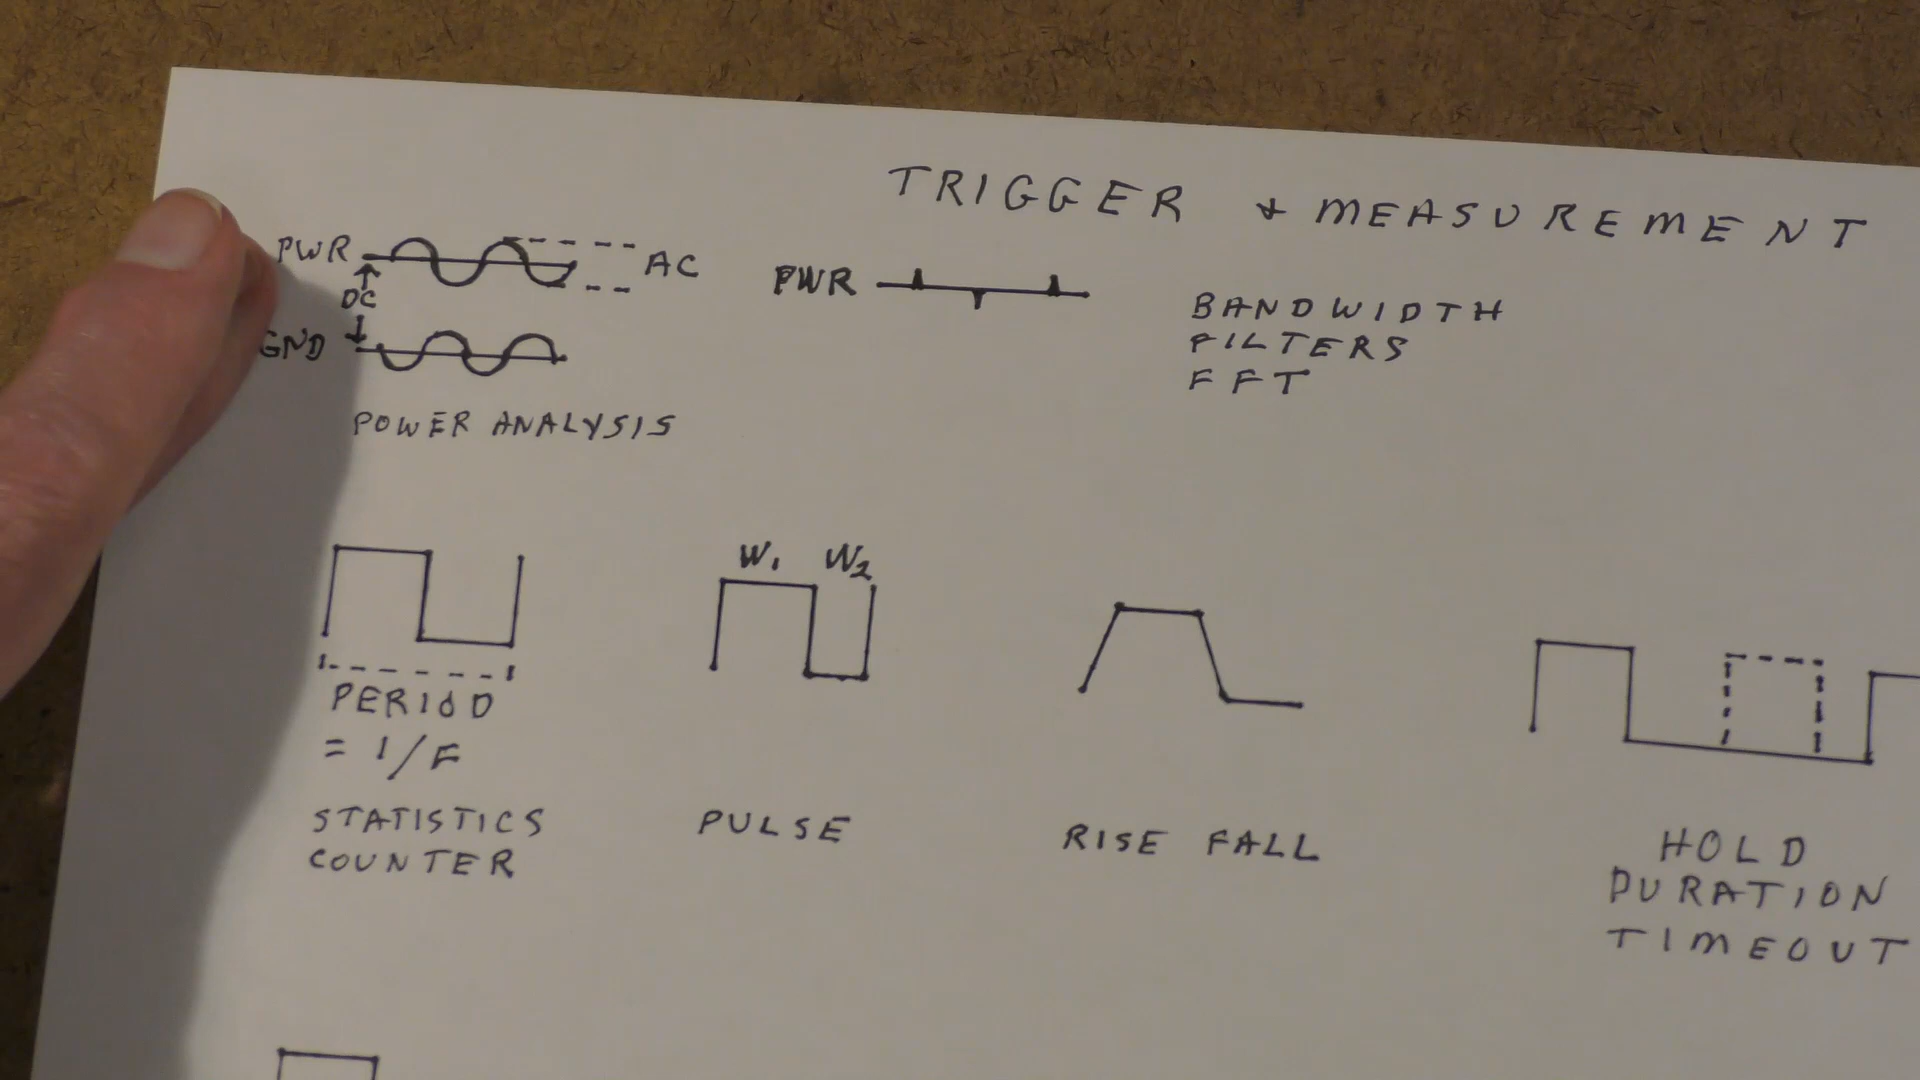 TRIGGER & MEASUREMENT
PWR
AC
DC
GND
POWER ANALYSIS
PWR
BANDWIDTH
FILTERS
FFT
PERIOD
= 1/F
STATISTICS
COUNTER
W1 W2
PULSE
RISE FALL
HOLD
DURATION
TIMEOUT